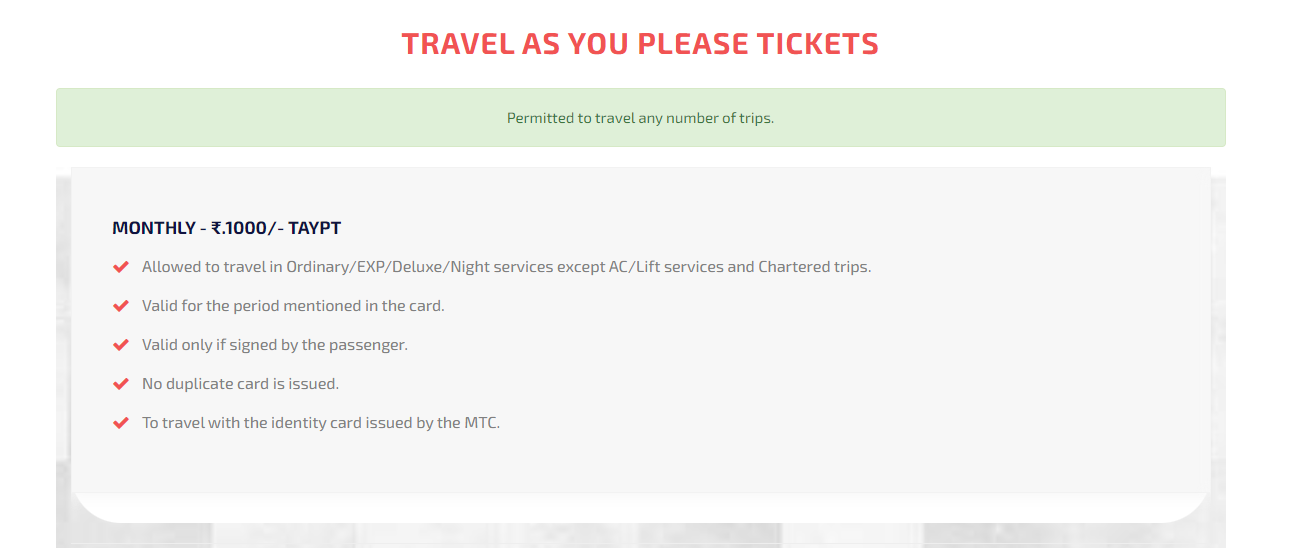 TRAVEL AS YOU PLEASE TICKETS
Permitted to travel any number of trips.
MONTHLY - ₹.1000/- TAYPT
Allowed to travel in Ordinary/EXP/Deluxe/Night services except AC/Lift services and Chartered trips.
Valid for the period mentioned in the card.
Valid only if signed by the passenger.
No duplicate card is issued.
To travel with the identity card issued by the MTC.